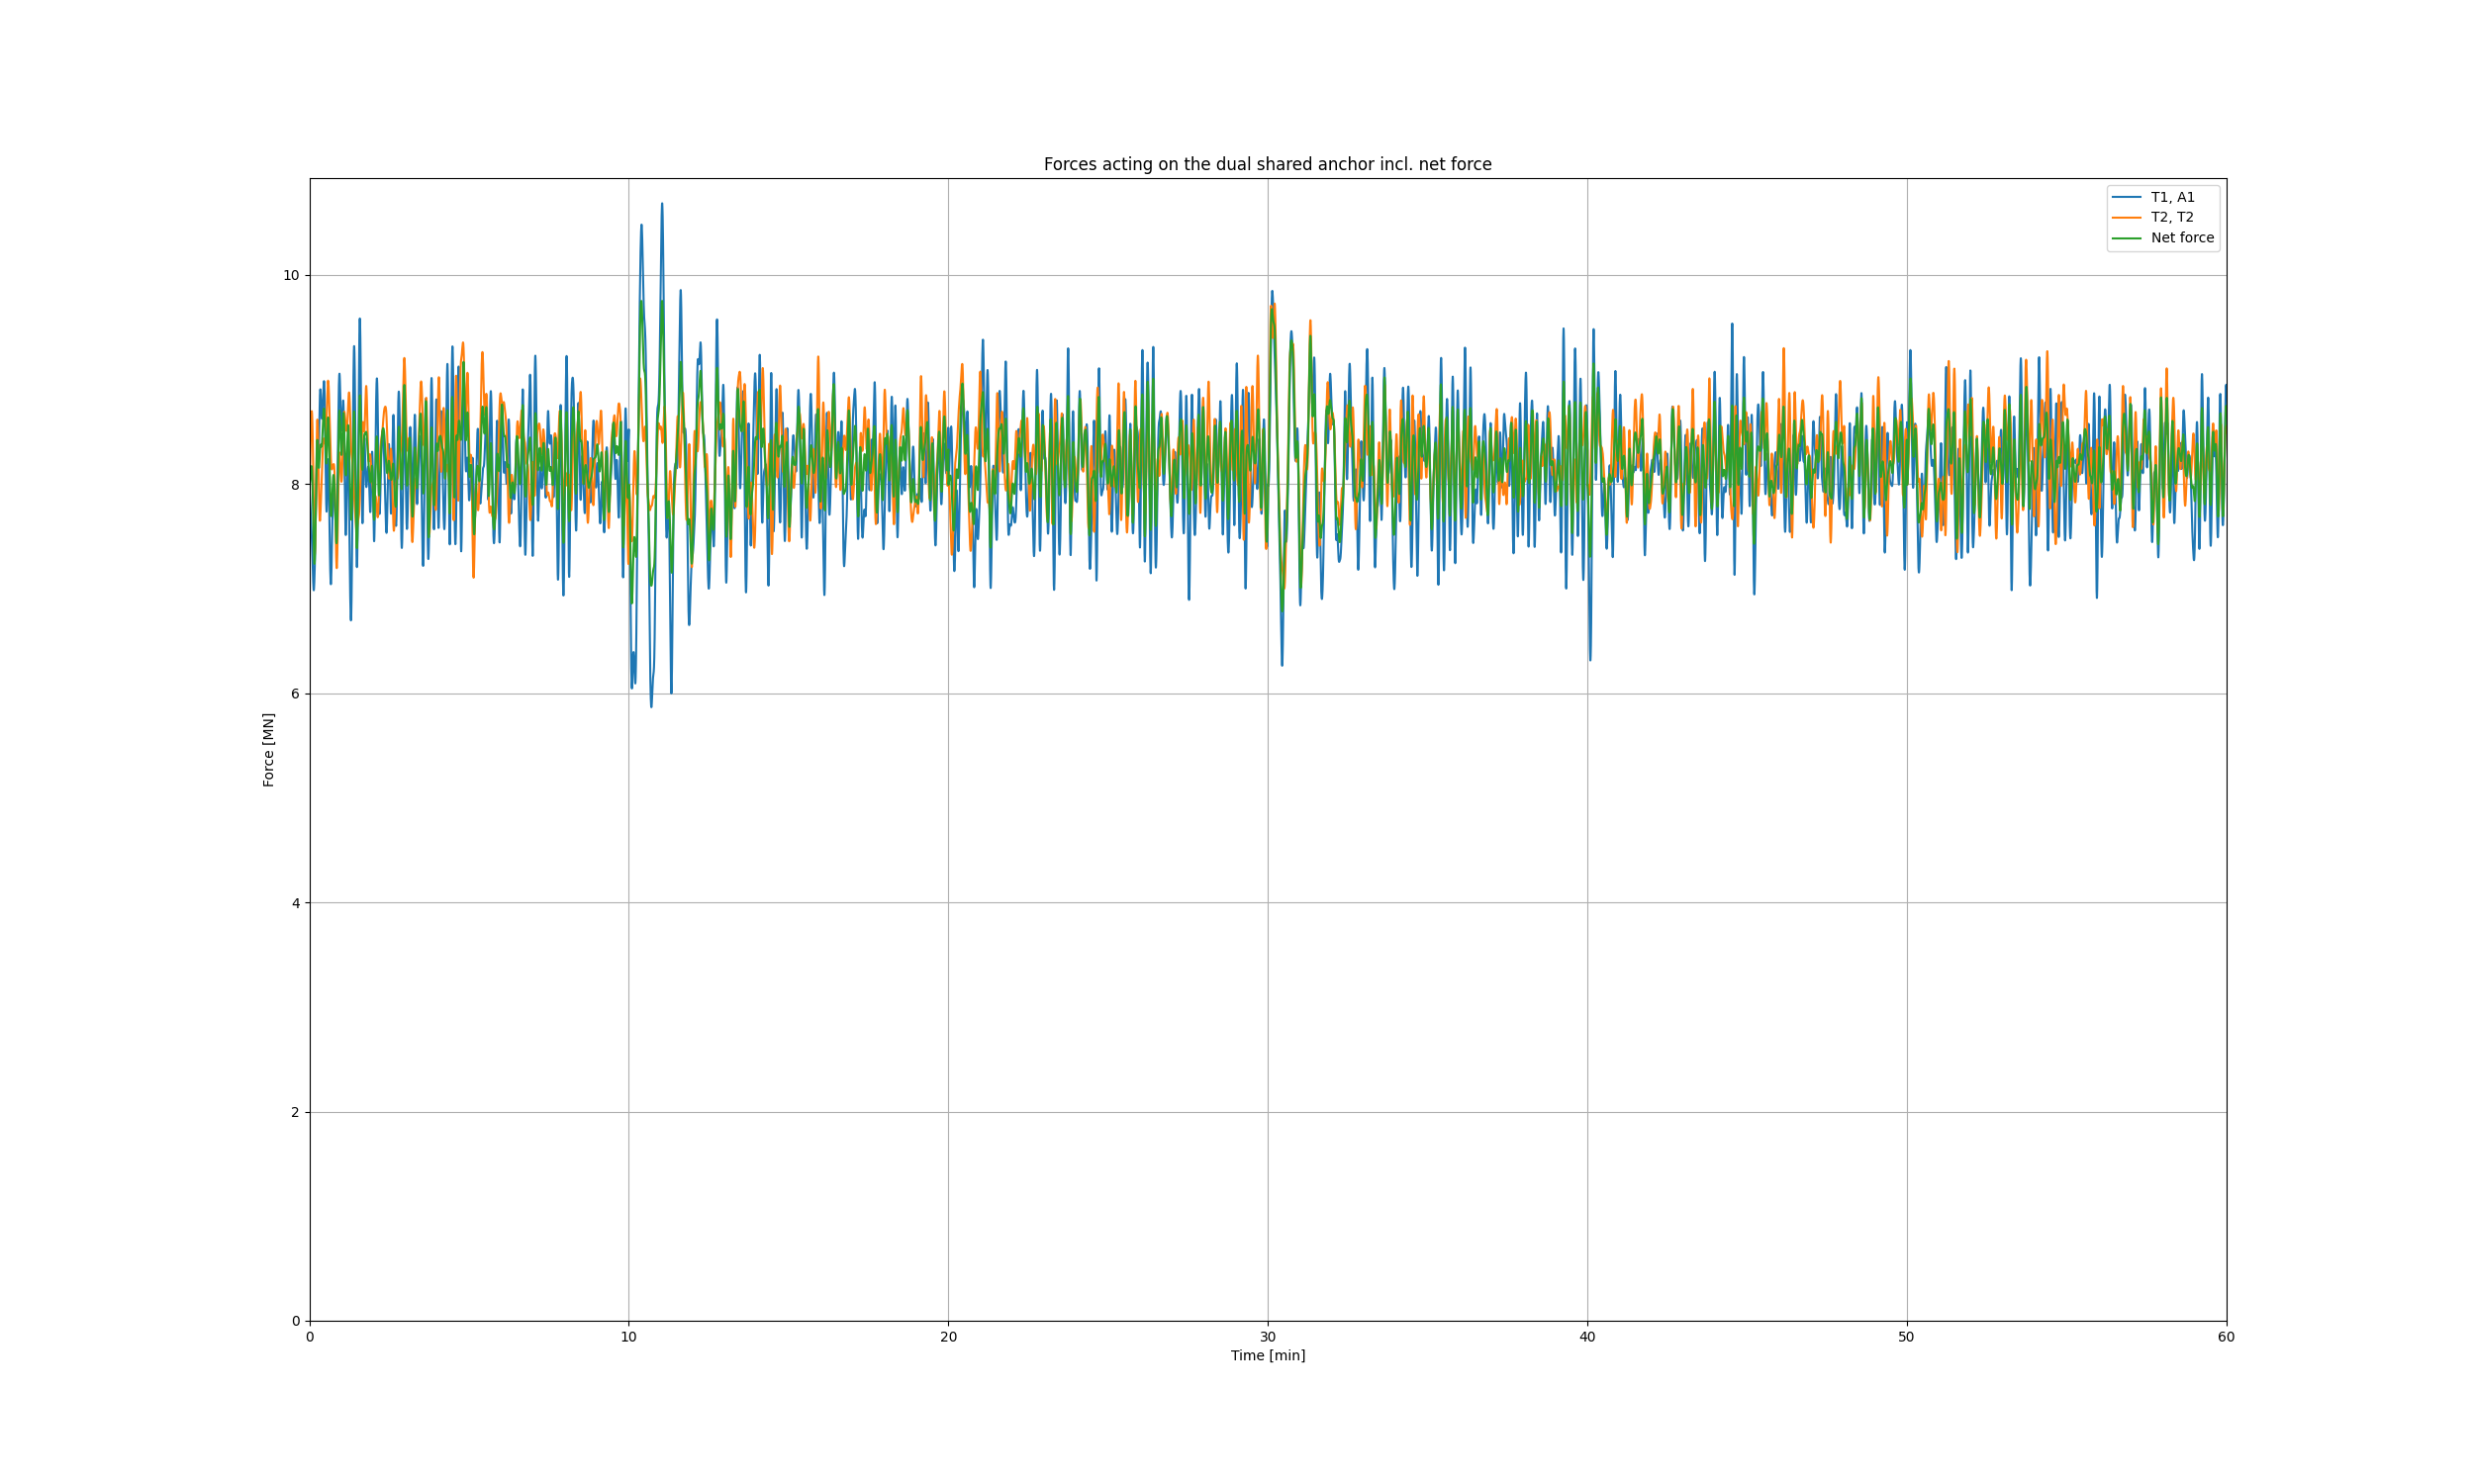 Forces acting on the dual shared anchor incl. net force
T1, A1
T2, T2
Net force
10
8
6
4
2
0
Force [MN]
0 10 20 30 40 50 60
Time [min]